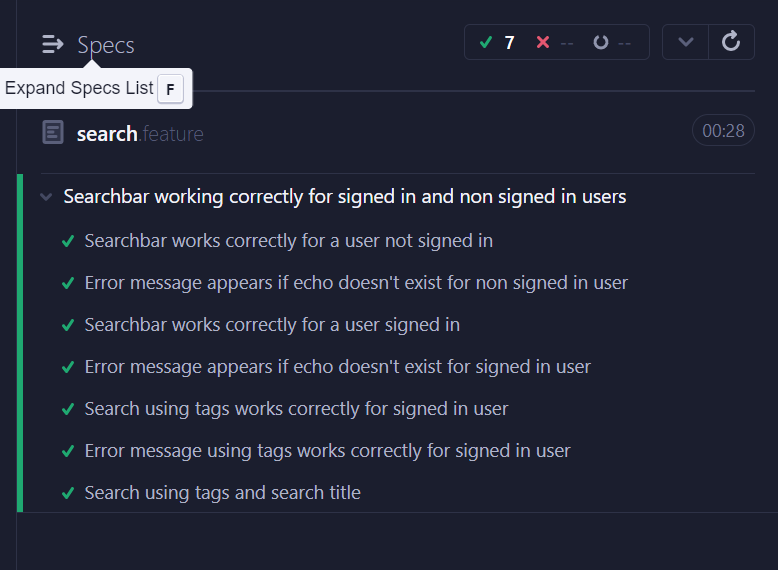 Specs
7 -- --
Expand Specs List F
search.feature
00:28
Searchbar working correctly for signed in and non signed in users
Searchbar works correctly for a user not signed in
Error message appears if echo doesn't exist for non signed in user
Searchbar works correctly for a user signed in
Error message appears if echo doesn't exist for signed in user
Search using tags works correctly for signed in user
Error message using tags works correctly for signed in user
Search using tags and search title